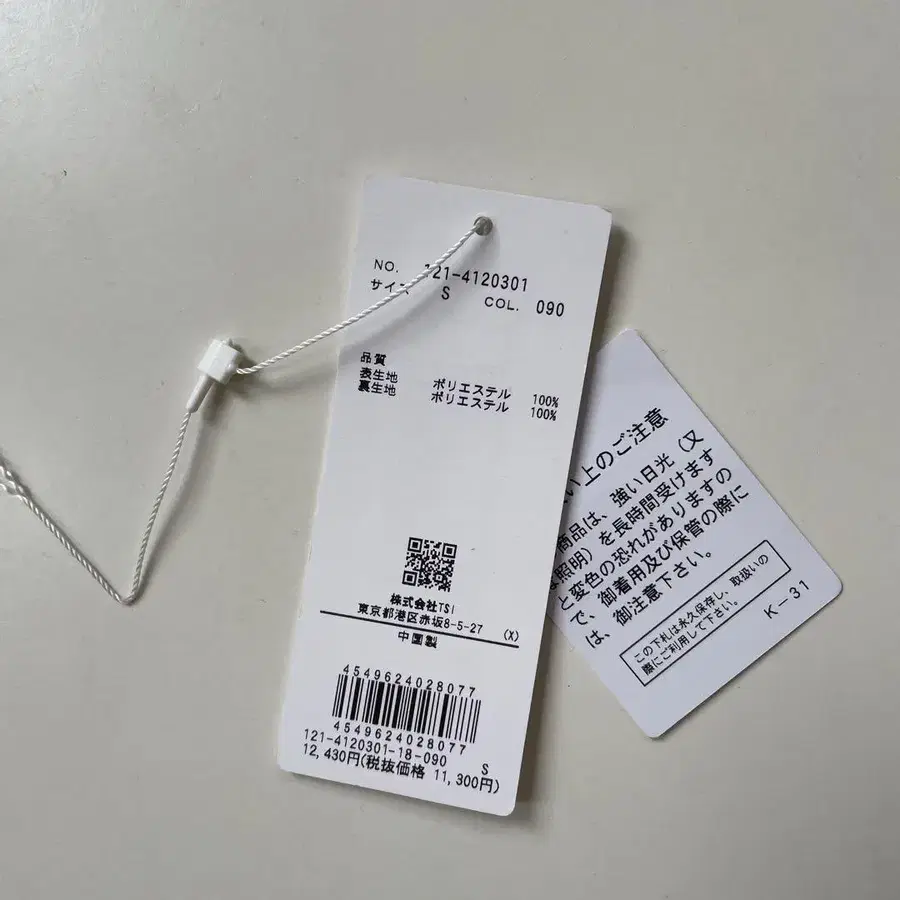 NO. 121-4120301
サイズ S COL. 090
品質
表生地 ポリエステル 100%
裏生地 ポリエステル 100%
株式会社TSI
東京都港区赤坂8-5-27 (X)
中国製
4549624028077
4549624028077
121-4120301-18-090 S
12,430円(税抜価格 11,300円)
い上のご注意
商品は、強い日光(又
照明)を長時間受けます
と変色の恐れがありますの
で、御着用及び保管の際に
は、御注意下さい。
この下札は永久保存し、取扱いの
際にご利用して下さい。
K-31